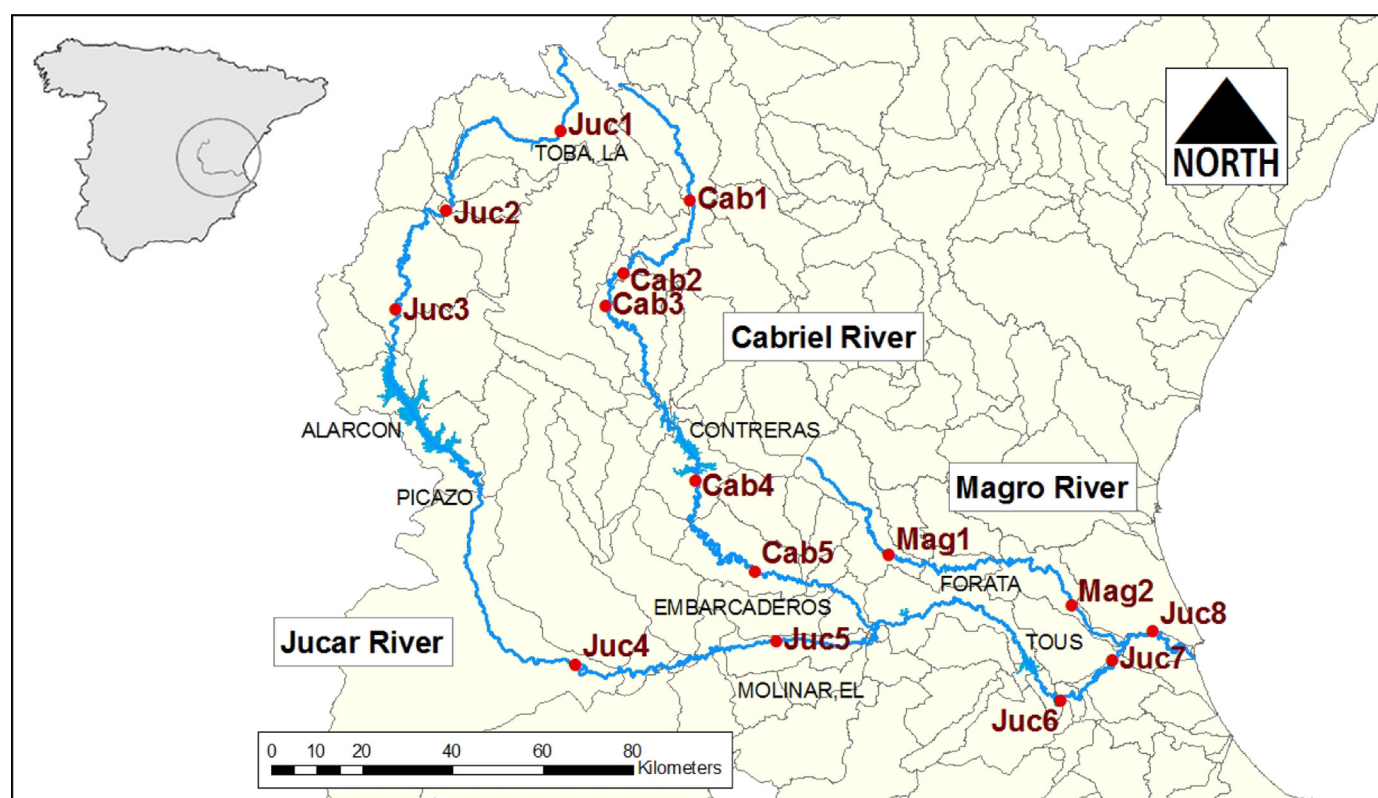 Juc1
TOBA, LA
NORTH
Cab1
Juc2
Cab2
Cab3
Juc3
Cabriel River
ALARCON
CONTRERAS
Cab4
Magro River
PICAZO
Mag1
Cab5
FORATA
EMBARCADEROS
Mag2
Juc8
Jucar River
Juc4
Juc5
TOUS
Juc7
MOLINAR,EL
Juc6
0 10 20 40 60 80
Kilometers